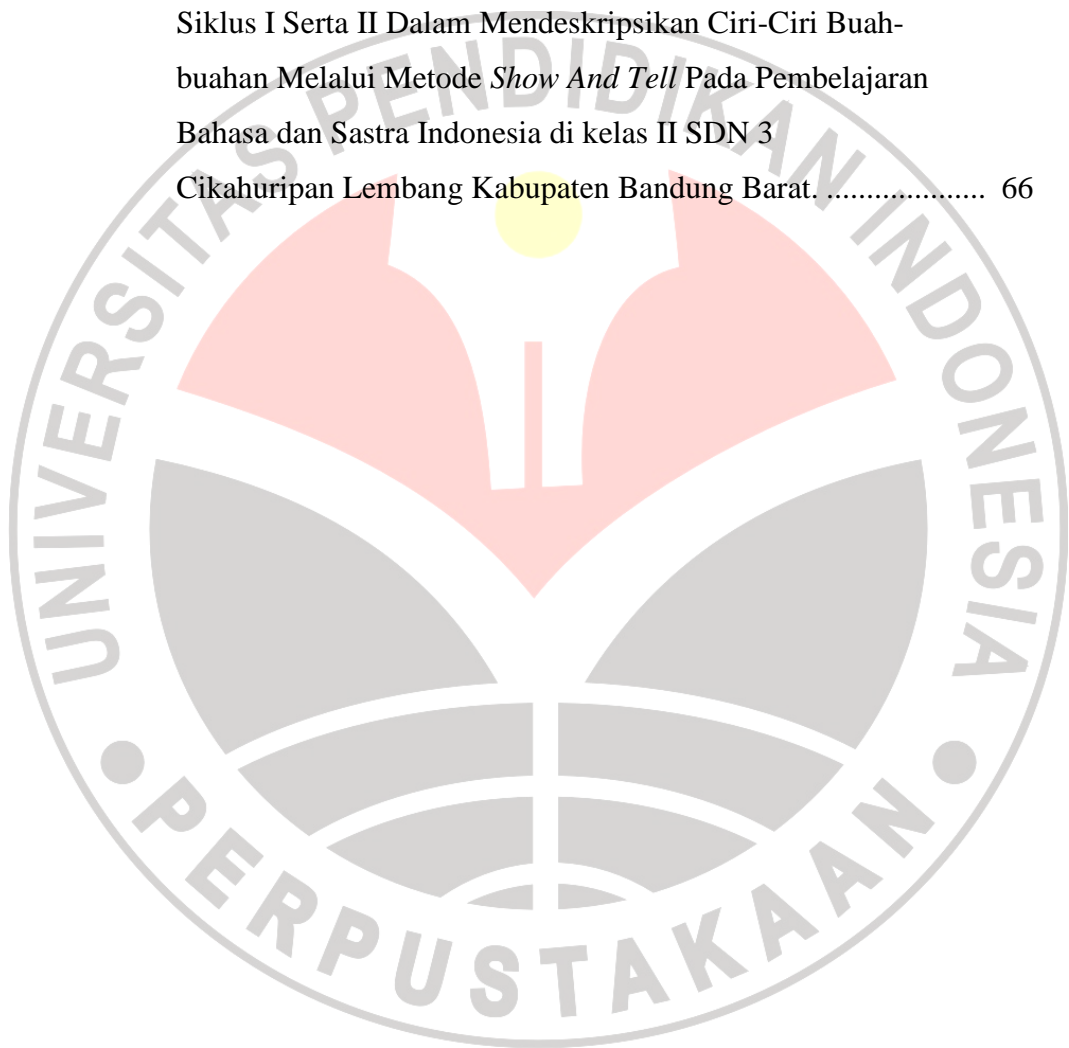 Siklus I Serta II Dalam Mendeskripsikan Ciri-Ciri Buah-
buahan Melalui Metode Show And Tell Pada Pembelajaran
Bahasa dan Sastra Indonesia di kelas II SDN 3
Cikahuripan Lembang Kabupaten Bandung Barat. .................... 66
UNIVERSITAS PENDIDIKAN INDONESIA
PERPUSTAKAAN